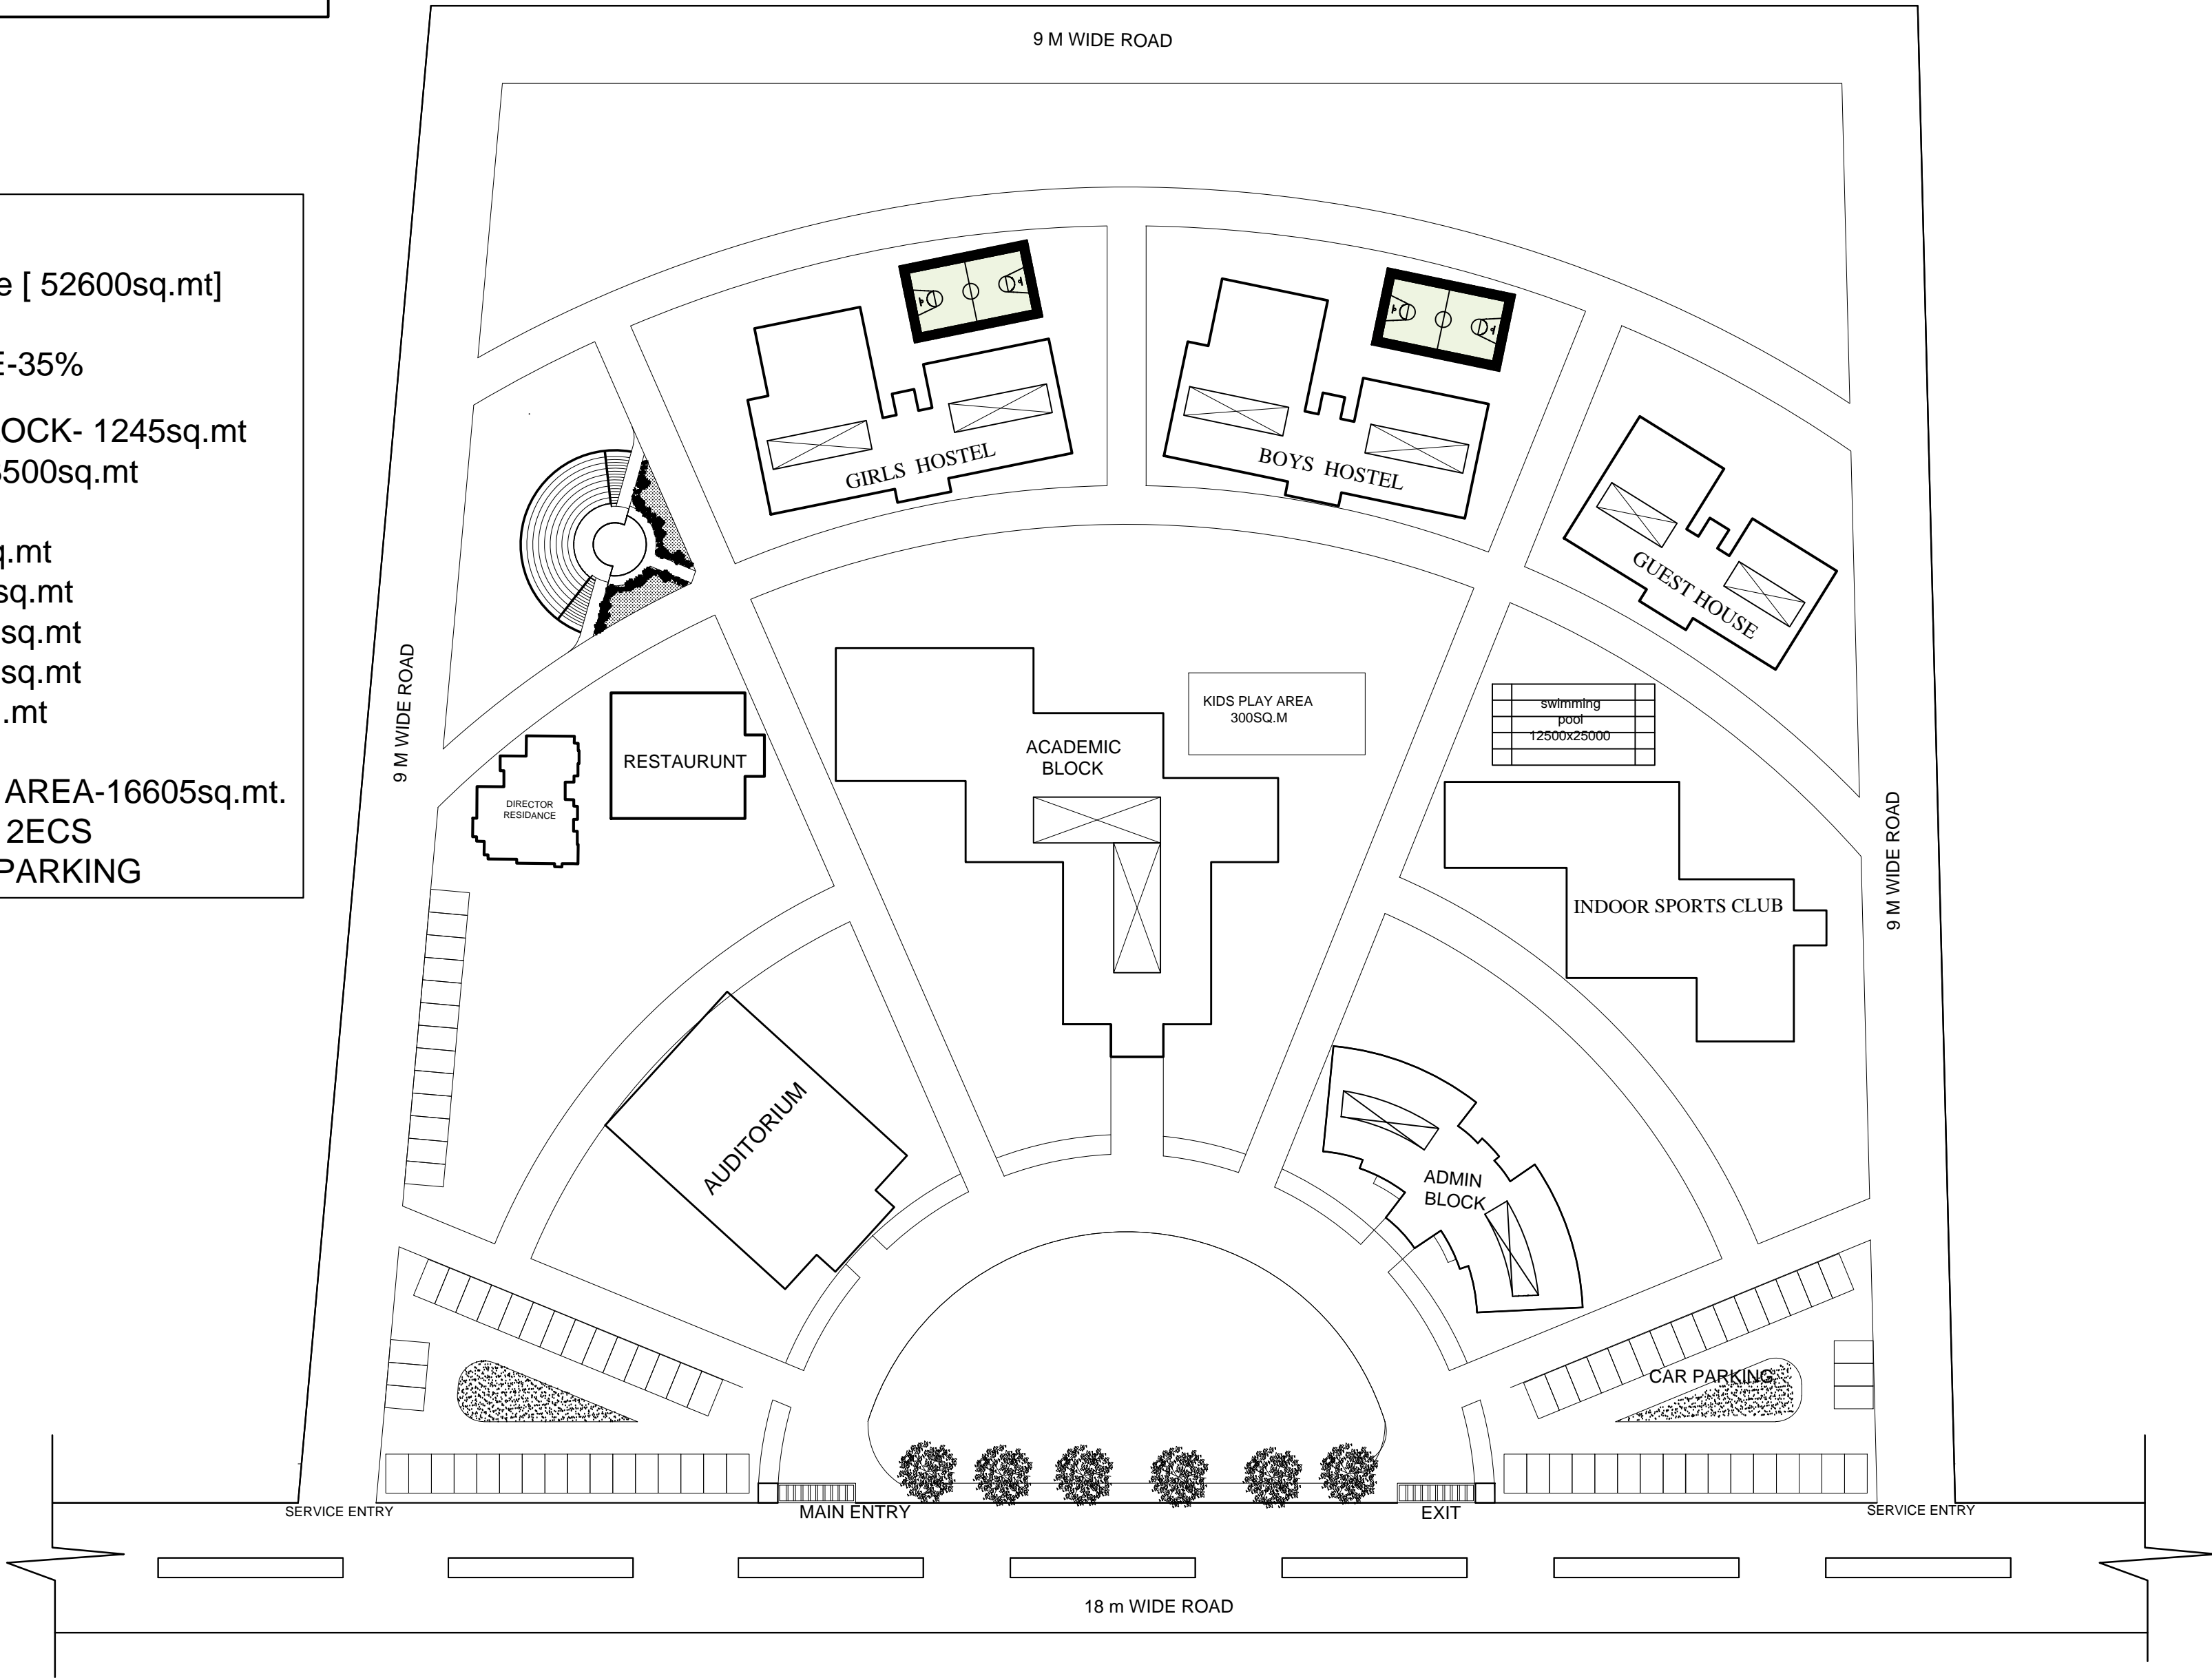 9 M WIDE ROAD
e [ 52600sq.mt]
E-35%
OCK- 1245sq.mt
500sq.mt
q.mt
sq.mt
sq.mt
sq.mt
.mt
AREA-16605sq.mt.
2ECS
PARKING
GIRLS HOSTEL
BOYS HOSTEL
GUEST HOUSE
9 M WIDE ROAD
RESTAURUNT
DIRECTOR
RESIDANCE
ACADEMIC
BLOCK
KIDS PLAY AREA
300SQ.M
swimming
pool
12500x25000
INDOOR SPORTS CLUB
9 M WIDE ROAD
AUDITORIUM
ADMIN
BLOCK
CAR PARKING
SERVICE ENTRY
MAIN ENTRY
EXIT
SERVICE ENTRY
18 m WIDE ROAD